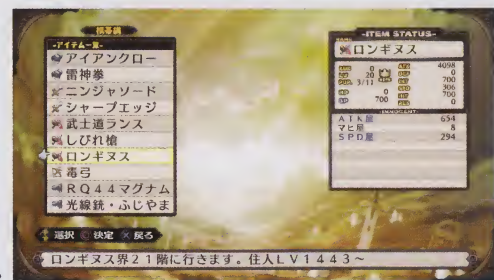 携帯袋
-アイテム一覧-
アイアンクロー
雷神拳
ニンジャソード
シャープエッジ
武士道ランス
しびれ槍
ロンギヌス
毒弓
RQ44マグナム
光線銃・ふじやま
選択 決定 戻る
ロンギヌス界21階に行きます。住人LV1443~
-ITEM STATUS-
ロンギヌス
0 ATK 4098
20 0
3/11 700
0 306
700 700
0
INNOCENT
ATK屋 654
マヒ屋 8
SPD屋 294